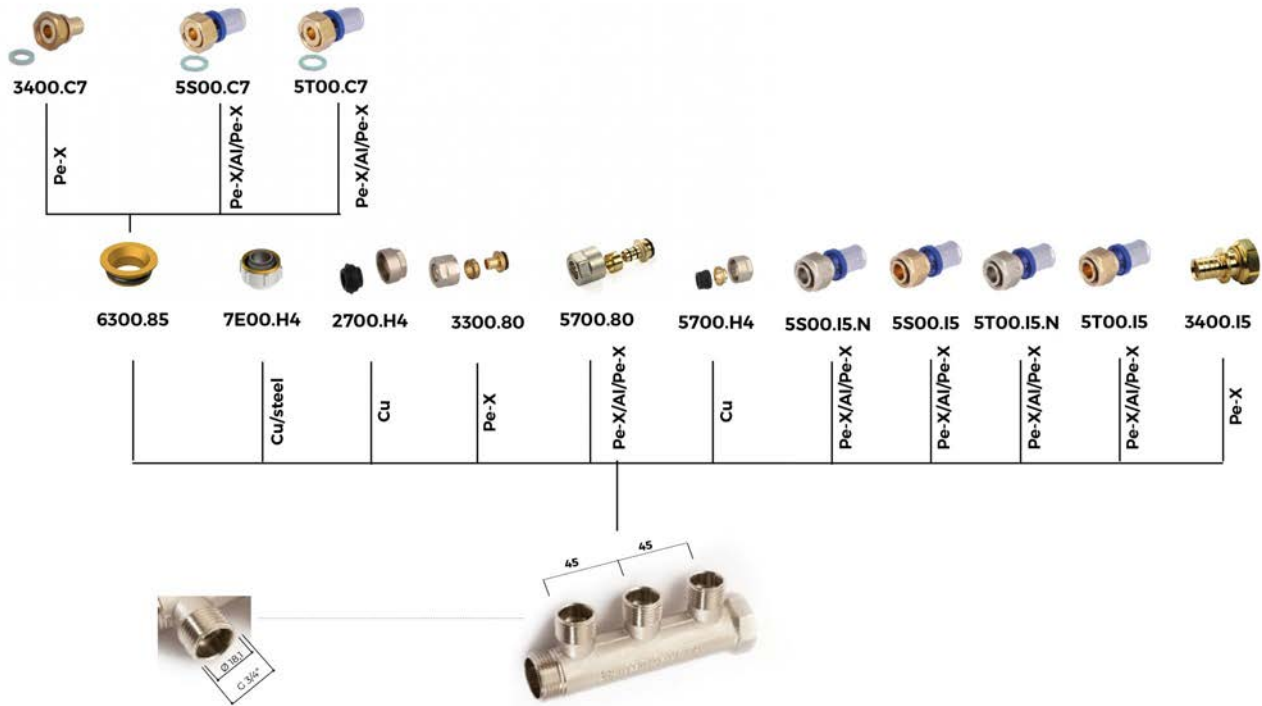 3400.C7
5S00.C7
5T00.C7
Pe-X
Pe-X/Al/Pe-X
Pe-X/Al/Pe-X
6300.85
7E00.H4
2700.H4
3300.80
5700.80
5700.H4
5S00.I5.N
5S00.I5
5T00.I5.N
5T00.I5
3400.I5
Cu/steel
Cu
Pe-X
Pe-X/Al/Pe-X
Cu
Pe-X/Al/Pe-X
Pe-X/Al/Pe-X
Pe-X/Al/Pe-X
Pe-X/Al/Pe-X
Pe-X
45
45
Ø 18.1
G 3/4"